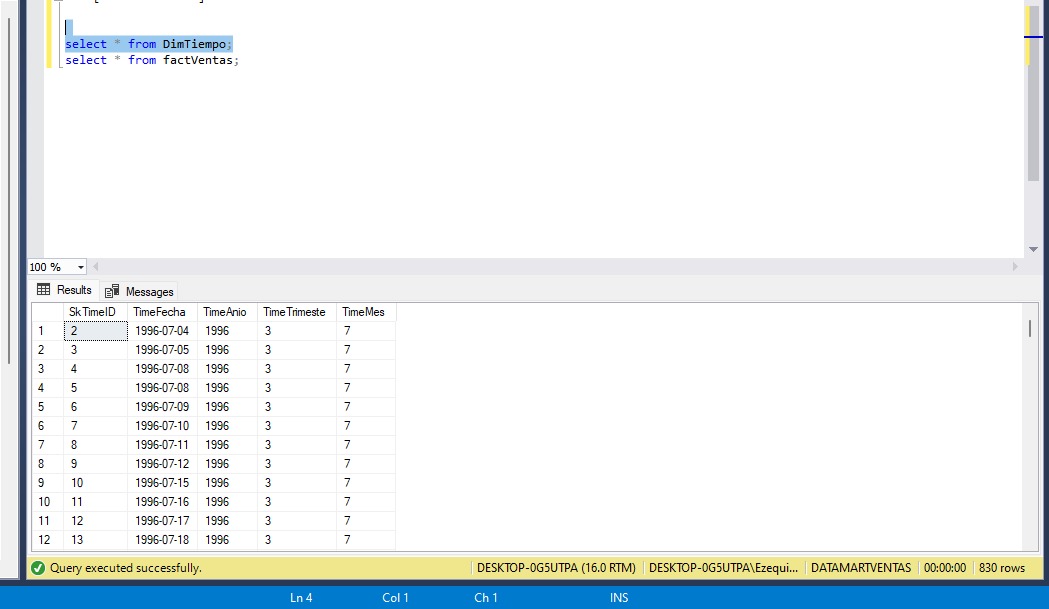 select * from DimTiempo;
select * from factVentas;
100 %
Results Messages
SkTimeID TimeFecha TimeAnio TimeTrimeste TimeMes
1 2 1996-07-04 1996 3 7
2 3 1996-07-05 1996 3 7
3 4 1996-07-08 1996 3 7
4 5 1996-07-08 1996 3 7
5 6 1996-07-09 1996 3 7
6 7 1996-07-10 1996 3 7
7 8 1996-07-11 1996 3 7
8 9 1996-07-12 1996 3 7
9 10 1996-07-15 1996 3 7
10 11 1996-07-16 1996 3 7
11 12 1996-07-17 1996 3 7
12 13 1996-07-18 1996 3 7
Query executed successfully. DESKTOP-0G5UTPA (16.0 RTM) DESKTOP-0G5UTPA\Ezequi... DATAMARTVENTAS 00:00:00 830 rows
Ln 4 Col 1 Ch 1 INS